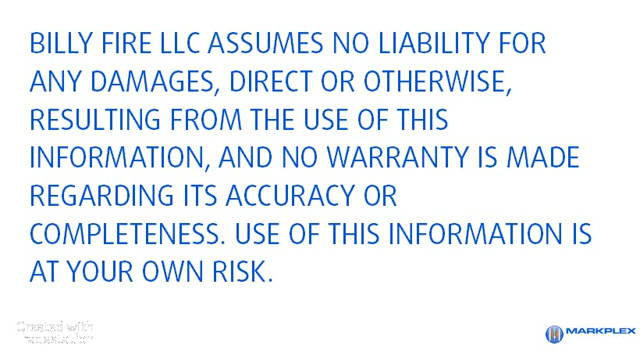 BILLY FIRE LLC ASSUMES NO LIABILITY FOR
ANY DAMAGES, DIRECT OR OTHERWISE,
RESULTING FROM THE USE OF THIS
INFORMATION, AND NO WARRANTY IS MADE
REGARDING ITS ACCURACY OR
COMPLETENESS. USE OF THIS INFORMATION IS
AT YOUR OWN RISK.
Created with
MARKPLEX